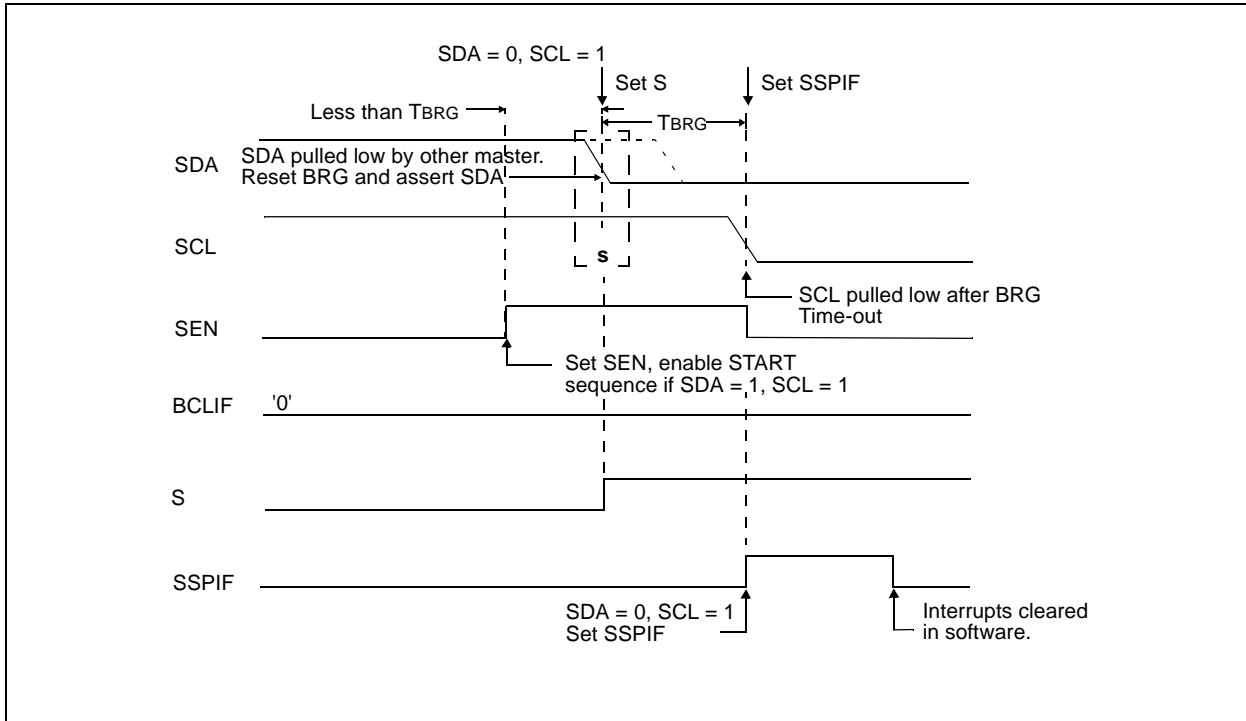 SDA = 0, SCL = 1
Set S
Set SSPIF
Less than TBRG
TBRG
SDA
SDA pulled low by other master.
Reset BRG and assert SDA
SCL
s
SCL pulled low after BRG
Time-out
SEN
Set SEN, enable START
sequence if SDA = 1, SCL = 1
BCLIF
'0'
S
SSPIF
SDA = 0, SCL = 1
Set SSPIF
Interrupts cleared
in software.